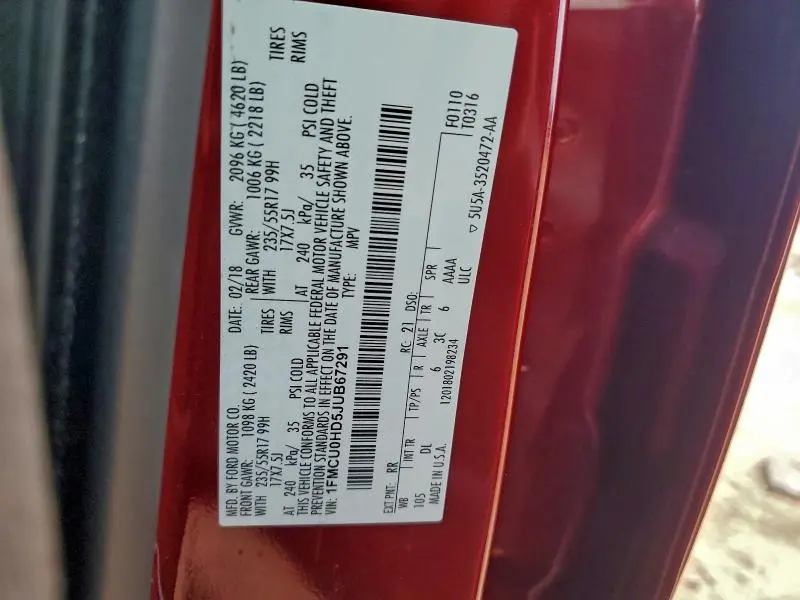 MFD. BY FORD MOTOR CO.
DATE: 02/18 GVWR: 2096 KG ( 4620 LB)
FRONT GAWR: 1098 KG ( 2420 LB)
REAR GAWR: 1006 KG ( 2218 LB)
WITH 235/55R17 99H TIRES
WITH 235/55R17 99H TIRES
17X7.5J RIMS
17X7.5J RIMS
AT 240 kPa/ 35 PSI COLD
AT 240 kPa/ 35 PSI COLD
THIS VEHICLE CONFORMS TO ALL APPLICABLE FEDERAL MOTOR VEHICLE SAFETY AND THEFT
PREVENTION STANDARDS IN EFFECT ON THE DATE OF MANUFACTURE SHOWN ABOVE.
VIN: 1FMCU0HD5JUB67291
TYPE: MPV
EXT PNT: RR RC: 21 DSO:
WB INT TR TP/PS R AXLE TR SPR
105 DL 6 3C 6 AAAA
ULC
F0110
T0316
MADE IN U.S.A. 1201802198234
▽ 5U5A-3520472-AA